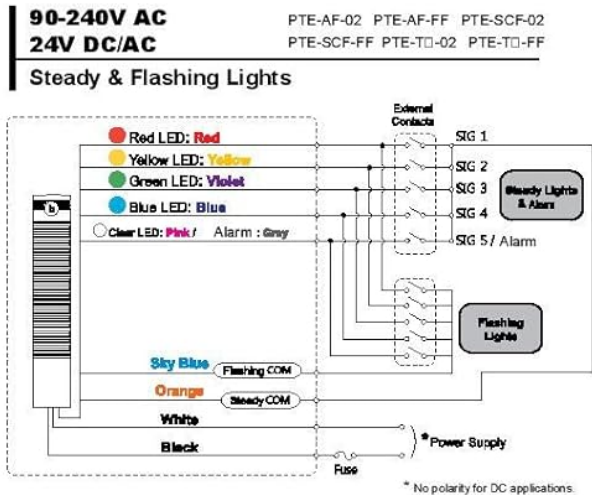 90-240V AC
24V DC/AC
PTE-AF-02 PTE-AF-FF PTE-SCF-02
PTE-SCF-FF PTE-T□-02 PTE-T□-FF
Steady & Flashing Lights
External
Contacts
Red LED: Red
SIG 1
Yellow LED: Yellow
SIG 2
Green LED: Violet
SIG 3
Steady Lights
& Alarm
Blue LED: Blue
SIG 4
Clear LED: Pink / Alarm : Gray
SIG 5 / Alarm
Flashing
Lights
Sky Blue
Flashing COM
Orange
Steady COM
White
Black
* Power Supply
Fuse
* No polarity for DC applications.